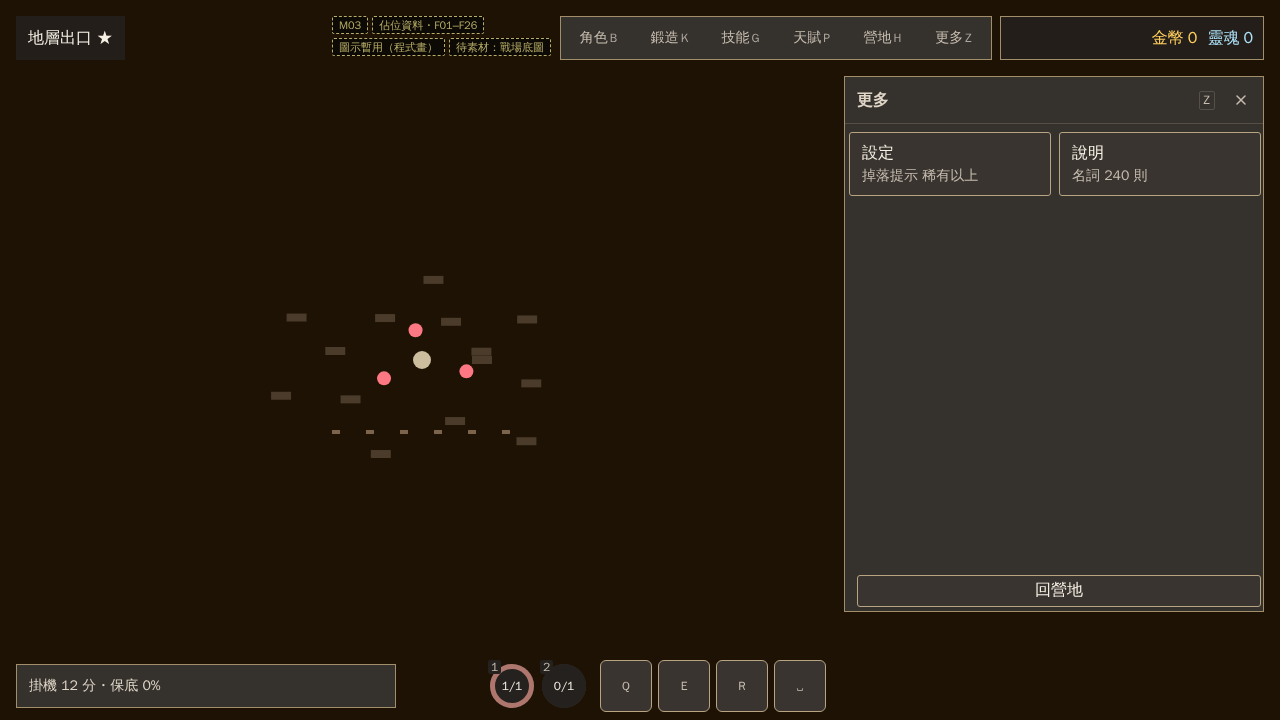 地層出口 ★
M03 佔位資料・F01–F26
圖示暫用（程式畫） 待素材：戰場底圖
角色B 鍛造K 技能G 天賦P 營地H 更多Z
金幣 0 靈魂 0
更多 Z ×
設定
掉落提示 稀有以上
說明
名詞 240 則
回營地
掛機 12 分・保底 0%
1 1/1
2 0/1
Q E R ⎵